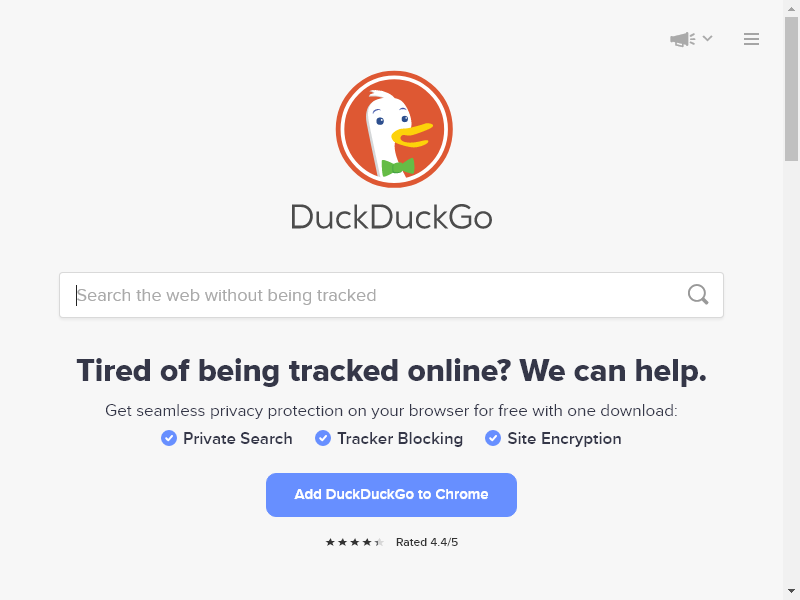 DuckDuckGo
Search the web without being tracked
Tired of being tracked online? We can help.
Get seamless privacy protection on your browser for free with one download:
Private Search Tracker Blocking Site Encryption
Add DuckDuckGo to Chrome
Rated 4.4/5